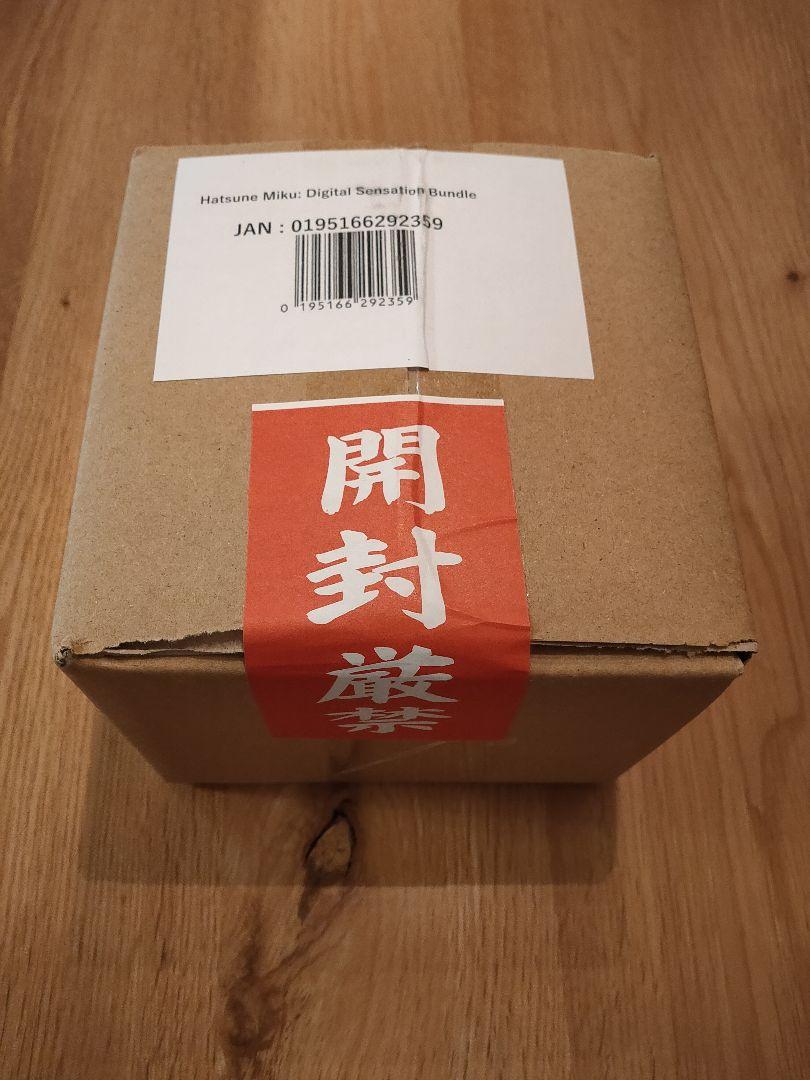 Hatsune Miku: Digital Sensation Bundle
JAN : 0195166292359
0 195166 292359
開封厳禁